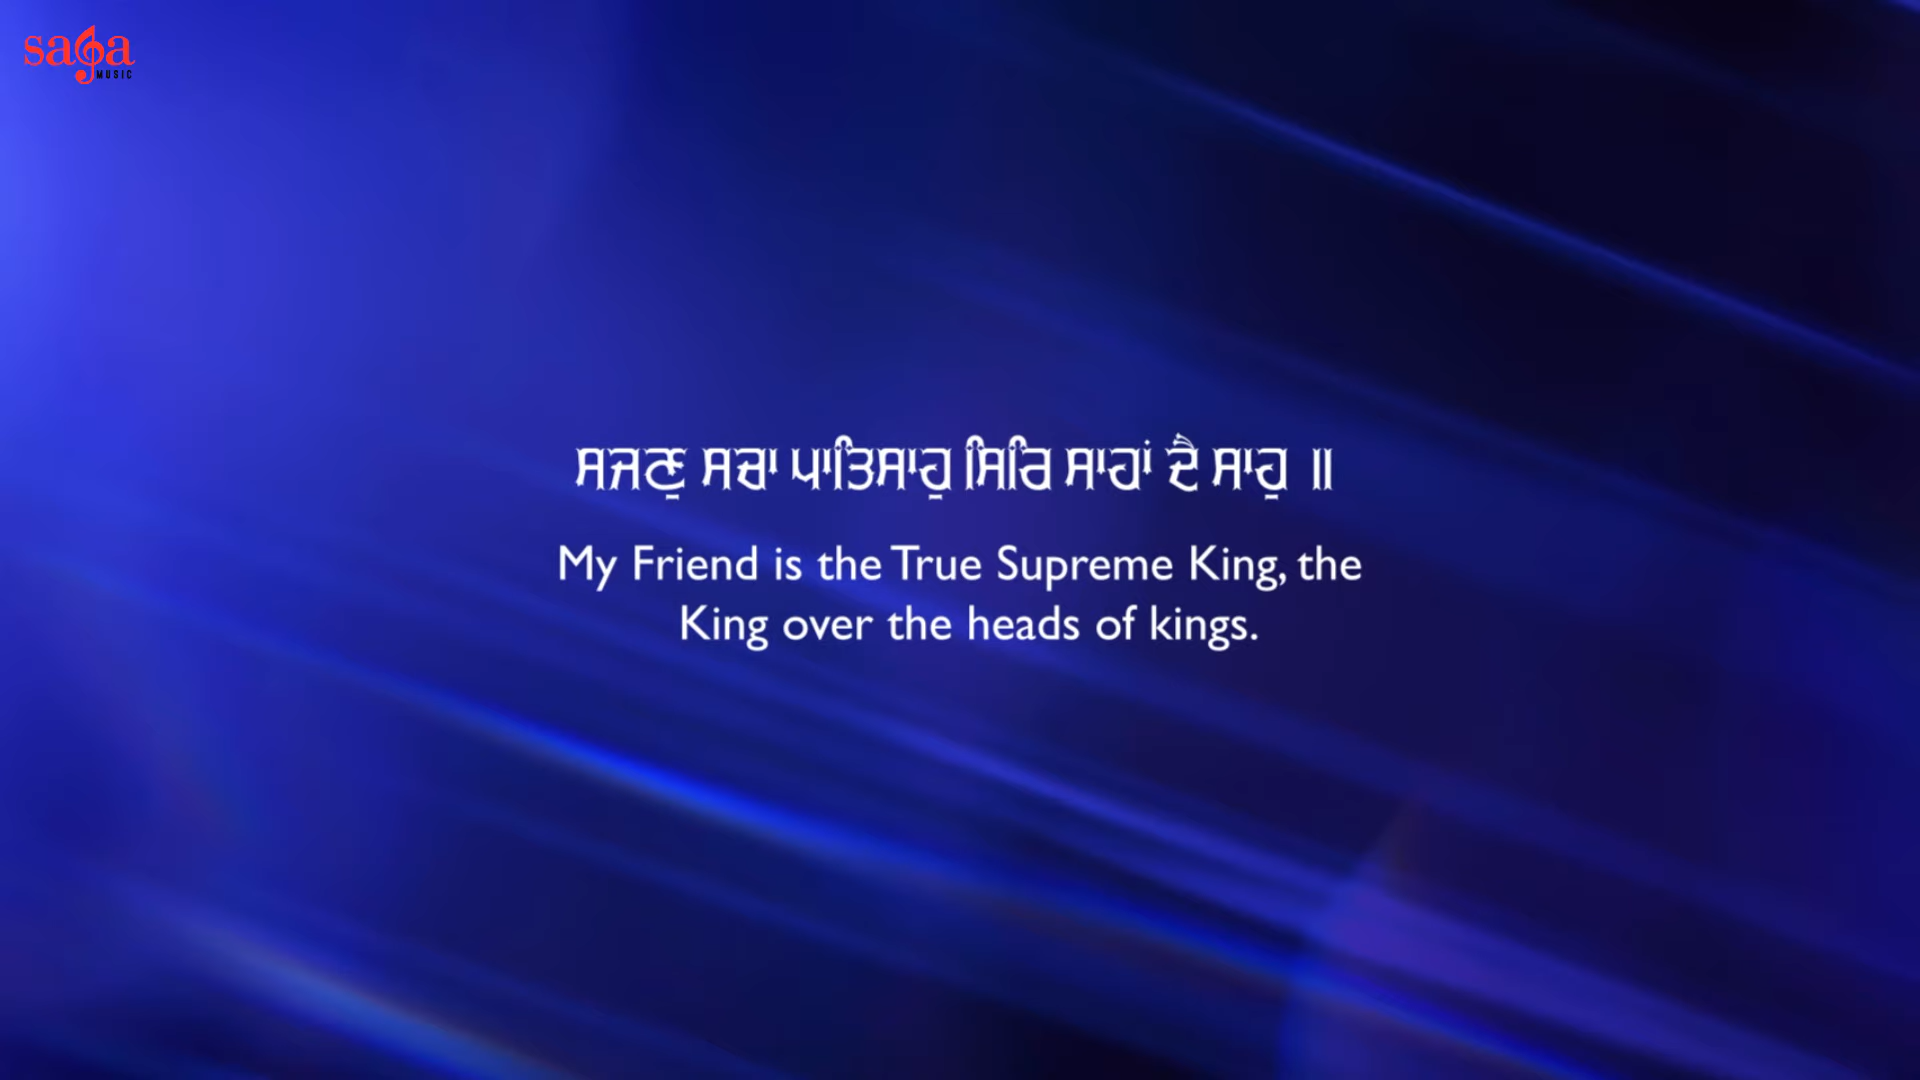 saga
MUSIC
ਸਜਣੁ ਸਚਾ ਪਾਤਿਸਾਹੁ ਸਿਰਿ ਸਾਹਾਂ ਦੈ ਸਾਹੁ ॥
My Friend is the True Supreme King, the
King over the heads of kings.